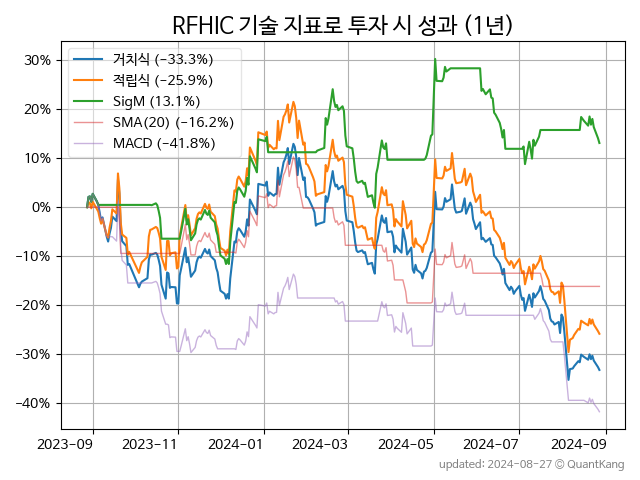 RFHIC 기술 지표로 투자 시 성과 (1년)
거치식 (−33.3%)
적립식 (−25.9%)
SigM (13.1%)
SMA(20) (−16.2%)
MACD (−41.8%)
30%
20%
10%
0%
−10%
−20%
−30%
−40%
2023-09 2023-11 2024-01 2024-03 2024-05 2024-07 2024-09
updated: 2024-08-27 © QuantKang